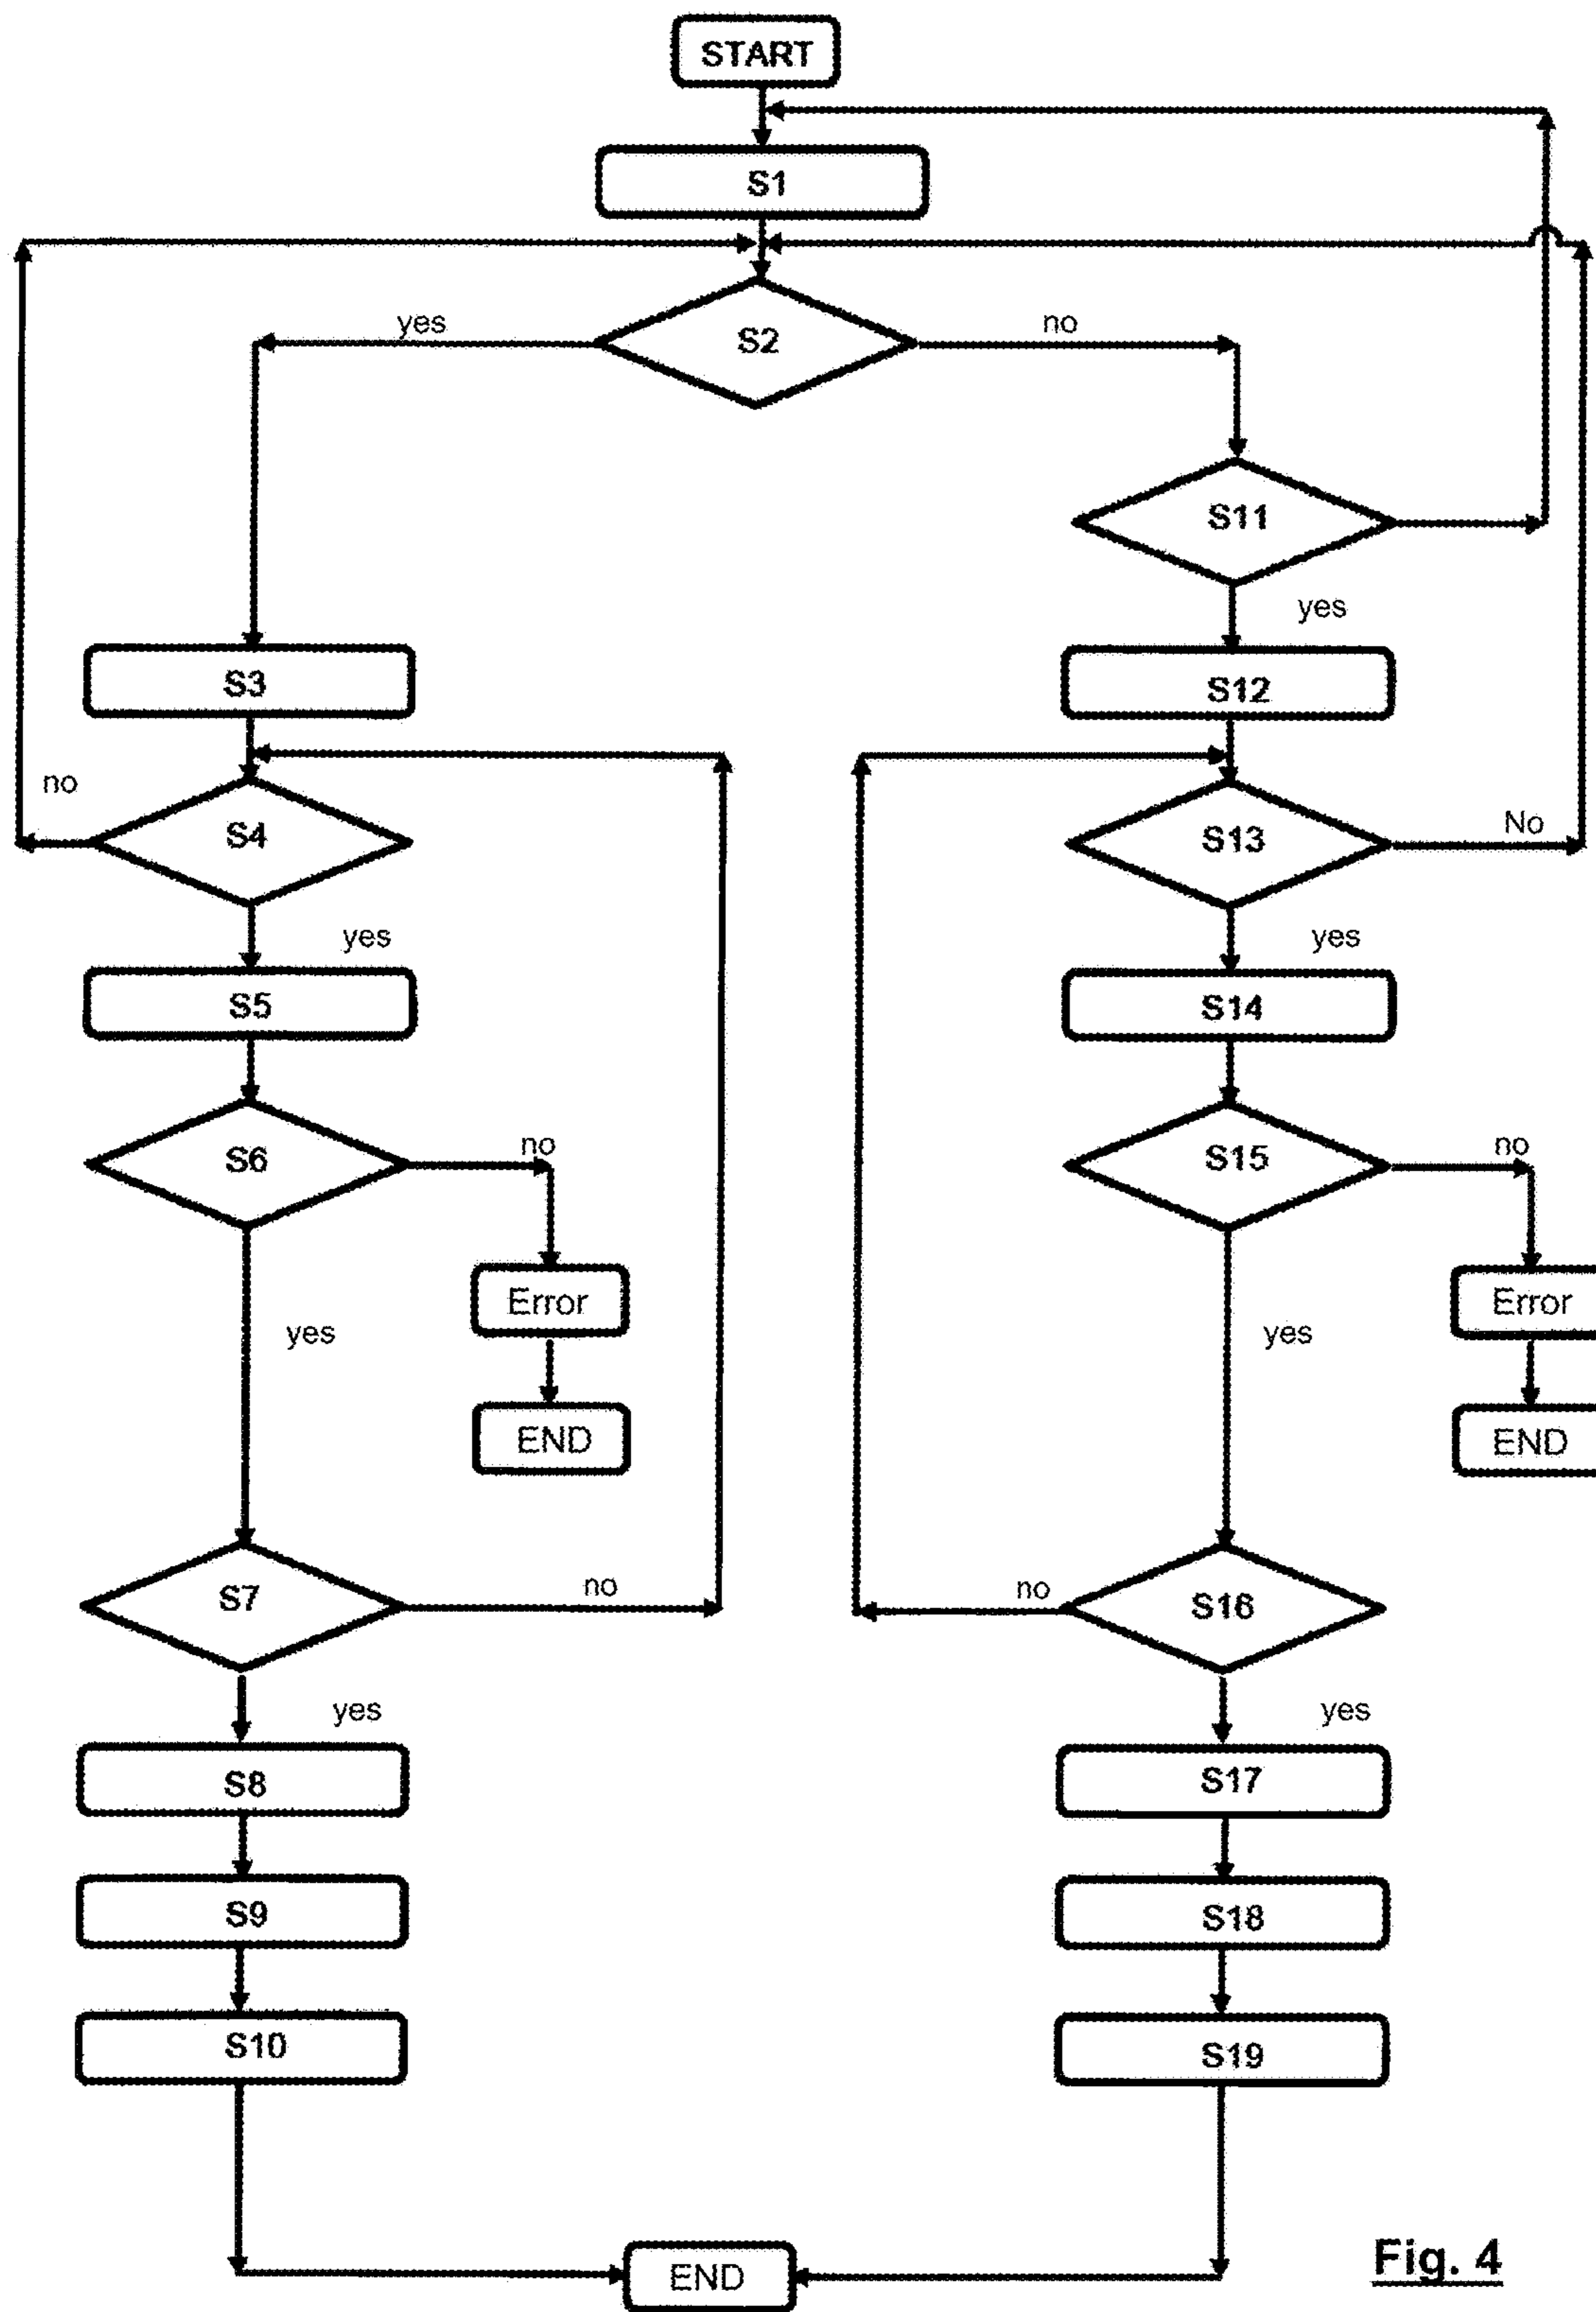 START
S1
yes
S2
no
S11
yes
S3
S12
no
S4
S13
No
yes
yes
S5
S14
S6
no
S15
no
Error
Error
yes
yes
END
END
S7
no
no
S16
yes
yes
S8
S17
S9
S18
S10
S19
END
Fig. 4